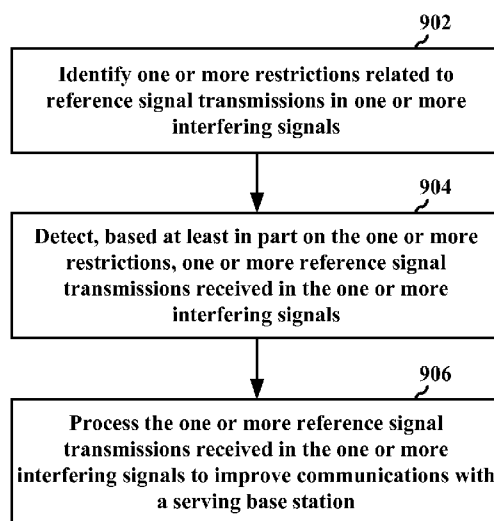 902
Identify one or more restrictions related to
reference signal transmissions in one or more
interfering signals
904
Detect, based at least in part on the one or more
restrictions, one or more reference signal
transmissions received in the one or more
interfering signals
906
Process the one or more reference signal
transmissions received in the one or more
interfering signals to improve communications with
a serving base station